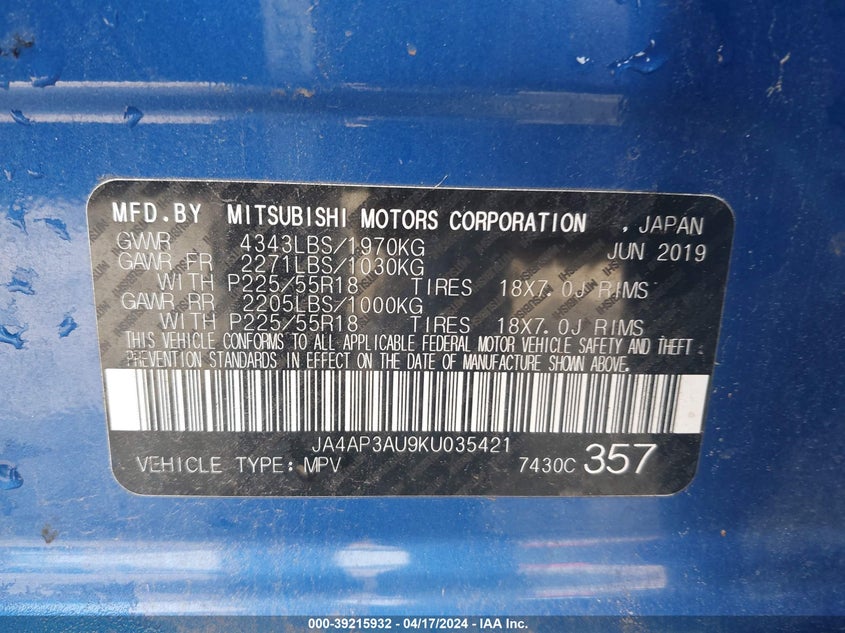 MFD.BY MITSUBISHI MOTORS CORPORATION , JAPAN
GVWR 4343LBS/1970KG JUN 2019
GAWR FR 2271LBS/1030KG
WITH P225/55R18 TIRES 18X7.0J RIMS
GAWR RR 2205LBS/1000KG
WITH P225/55R18 TIRES 18X7.0J RIMS
THIS VEHICLE CONFORMS TO ALL APPLICABLE FEDERAL MOTOR VEHICLE SAFETY AND THEFT
PREVENTION STANDARDS IN EFFECT ON THE DATE OF MANUFACTURE SHOWN ABOVE.
JA4AP3AU9KU035421
VEHICLE TYPE: MPV 7430C 357
000-39215932 - 04/17/2024 - IAA Inc.